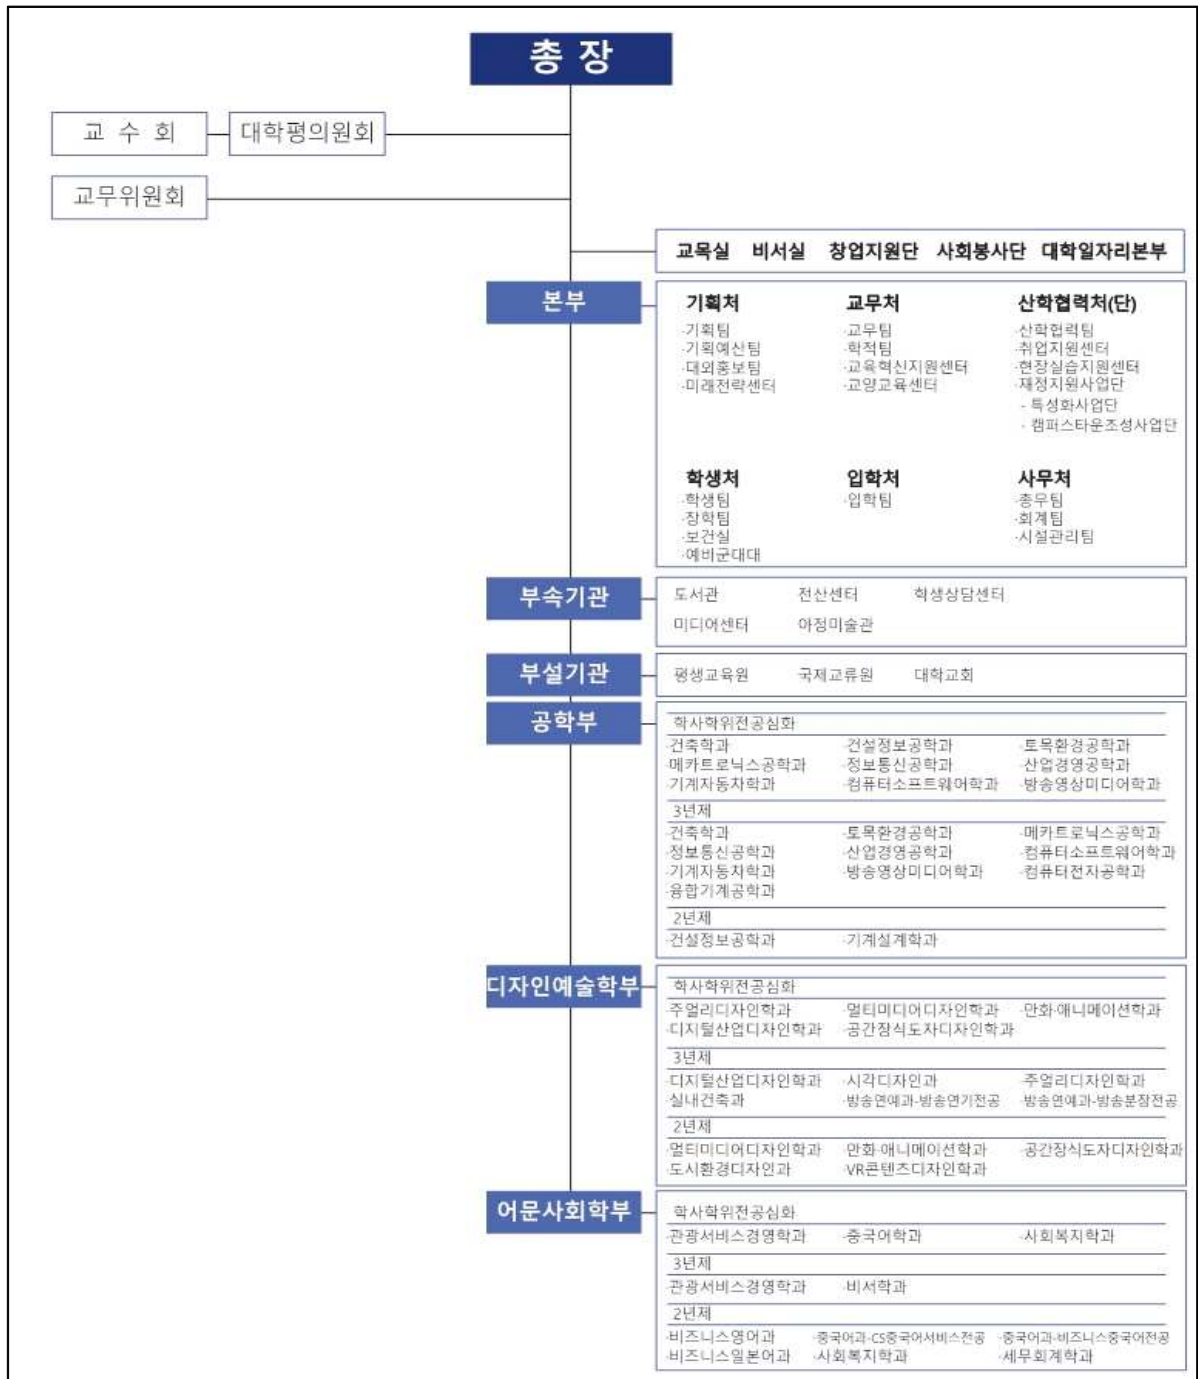 총 장
교 수 회 대학평의원회
교무위원회
교목실 비서실 창업지원단 사회봉사단 대학일자리본부
본부
기획처 교무처 산학협력처(단)
·기획팀 ·교무팀 ·산학협력팀
·기획예산팀 ·학적팀 ·취업지원센터
·대외홍보팀 ·교육혁신지원센터 ·현장실습지원센터
·미래전략센터 ·교양교육센터 ·재정지원사업단
- 특성화사업단
- 캠퍼스타운조성사업단
학생처 입학처 사무처
·학생팀 ·입학팀 ·총무팀
·장학팀 ·회계팀
·보건실 ·시설관리팀
·예비군대대
부속기관
도서관 전산센터 학생상담센터
미디어센터 아정미술관
부설기관
평생교육원 국제교류원 대학교회
공학부
학사학위전공심화
·건축학과 ·건설정보공학과 ·토목환경공학과
·메카트로닉스공학과 ·정보통신공학과 ·산업경영공학과
·기계자동차학과 ·컴퓨터소프트웨어학과 ·방송영상미디어학과
3년제
·건축학과 ·토목환경공학과 ·메카트로닉스공학과
·정보통신공학과 ·산업경영공학과 ·컴퓨터소프트웨어학과
·기계자동차학과 ·방송영상미디어학과 ·컴퓨터전자공학과
·융합기계공학과
2년제
·건설정보공학과 ·기계설계학과
디자인예술학부
학사학위전공심화
·주얼리디자인학과 ·멀티미디어디자인학과 ·만화·애니메이션학과
·디지털산업디자인학과 ·공간장식도자디자인학과
3년제
·디지털산업디자인학과 ·시각디자인과 ·주얼리디자인학과
·실내건축과 ·방송연예과-방송연기전공 ·방송연예과-방송분장전공
2년제
·멀티미디어디자인학과 ·만화·애니메이션학과 ·공간장식도자디자인학과
·도시환경디자인과 ·VR콘텐츠디자인학과
어문사회학부
학사학위전공심화
·관광서비스경영학과 ·중국어학과 ·사회복지학과
3년제
·관광서비스경영학과 ·비서학과
2년제
·비즈니스영어과 ·중국어과-CS중국어서비스전공 ·중국어과-비즈니스중국어전공
·비즈니스일본어과 ·사회복지학과 ·세무회계학과